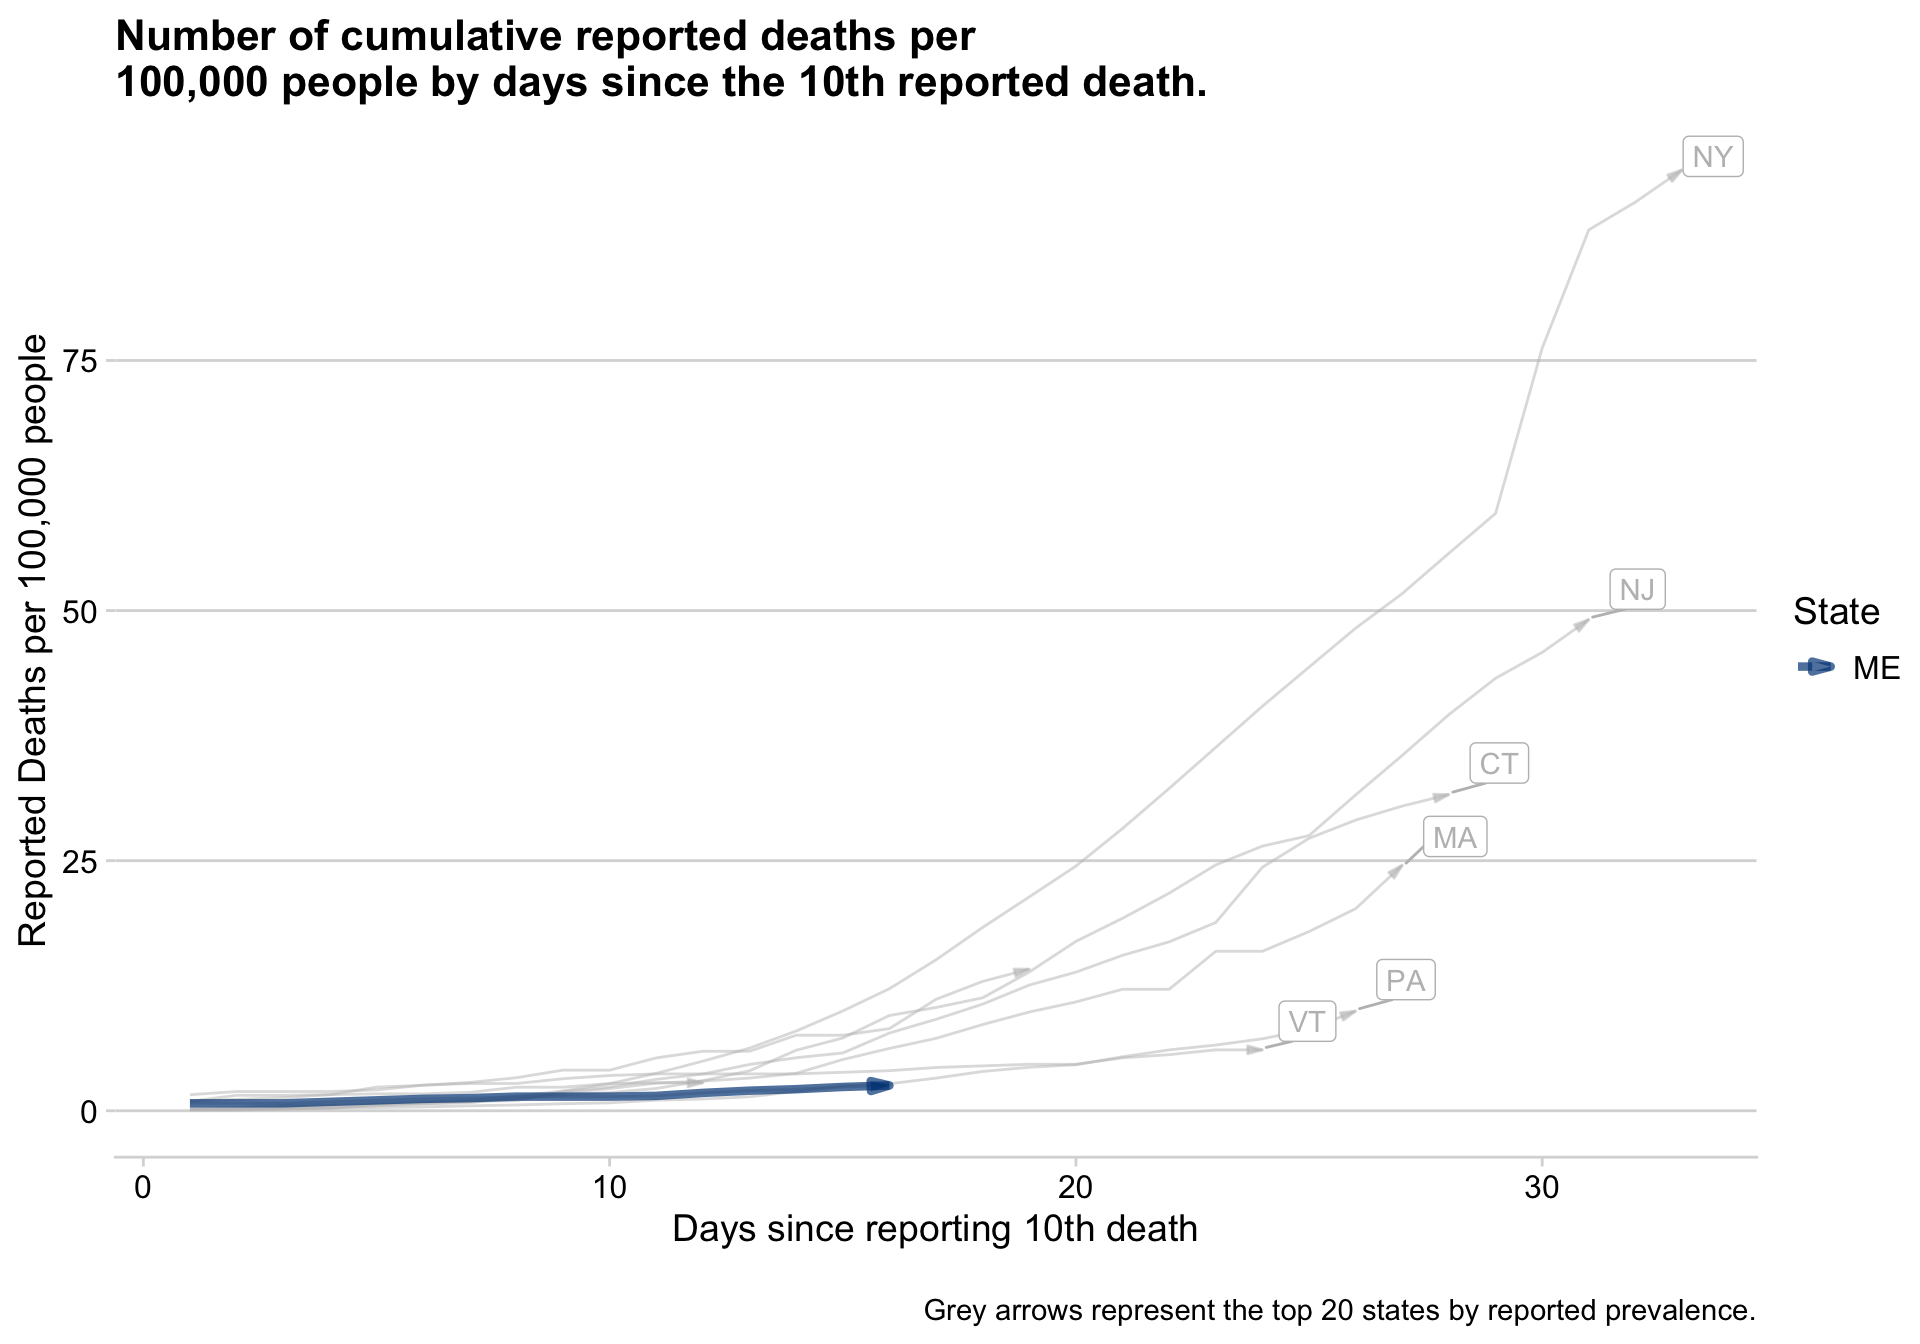 Number of cumulative reported deaths per
100,000 people by days since the 10th reported death.
NY
75
NJ
50
State
ME
CT
MA
25
PA
VT
0
Reported Deaths per 100,000 people
0 10 20 30
Days since reporting 10th death
Grey arrows represent the top 20 states by reported prevalence.